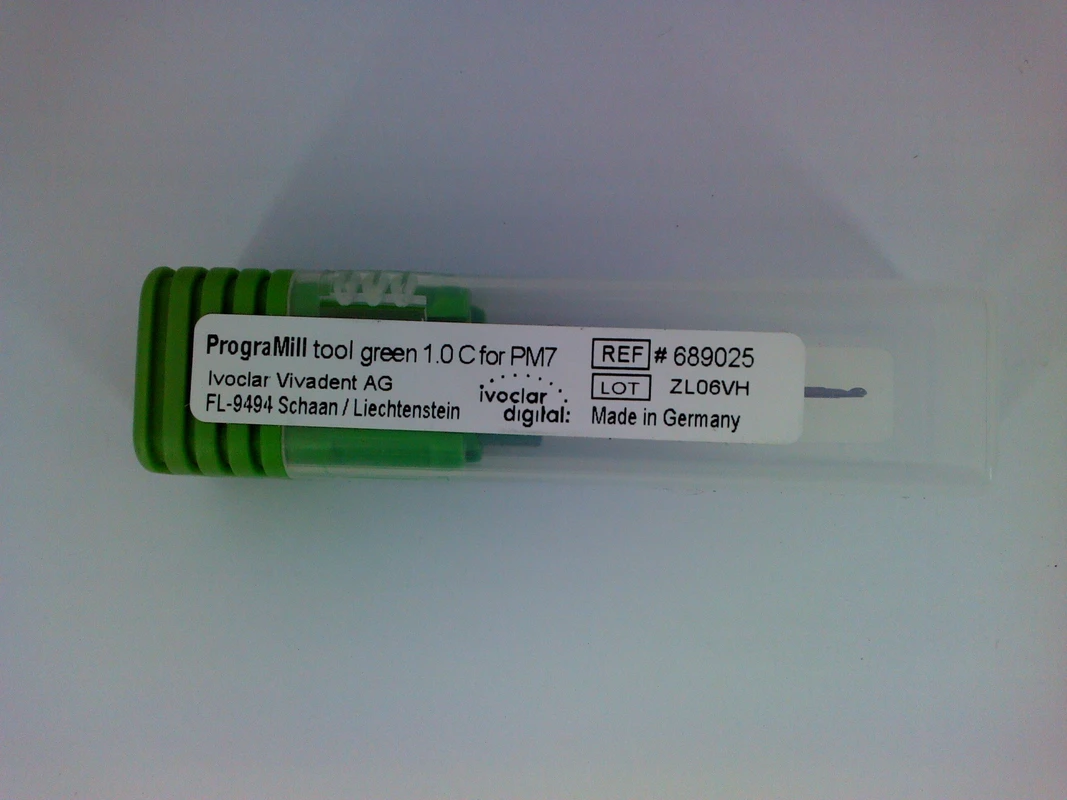 PrograMill tool green 1.0 C for PM7
Ivoclar Vivadent AG
FL-9494 Schaan / Liechtenstein
ivoclar
digital:
REF # 689025
LOT ZL06VH
Made in Germany